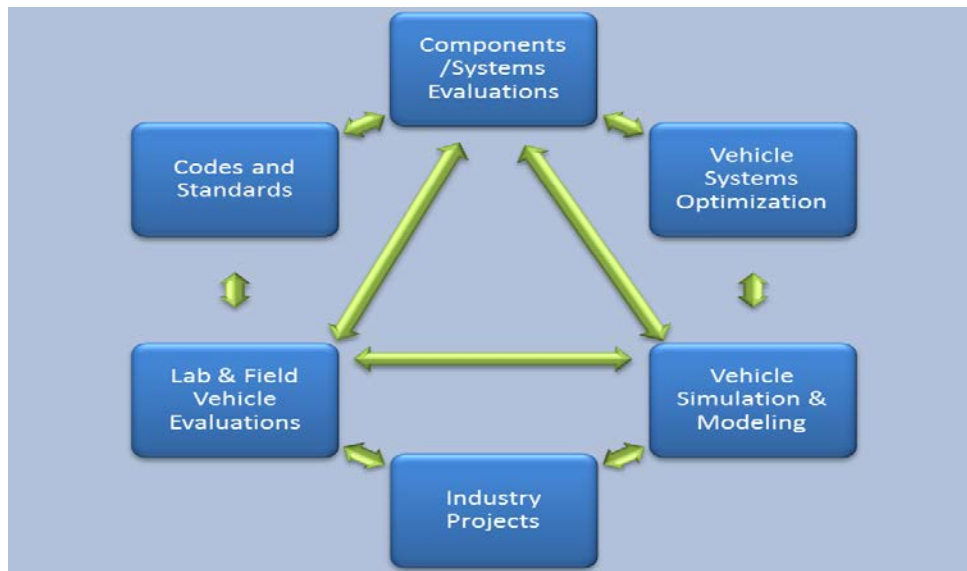 Components
/Systems
Evaluations
Codes and
Standards
Vehicle
Systems
Optimization
Lab & Field
Vehicle
Evaluations
Vehicle
Simulation &
Modeling
Industry
Projects